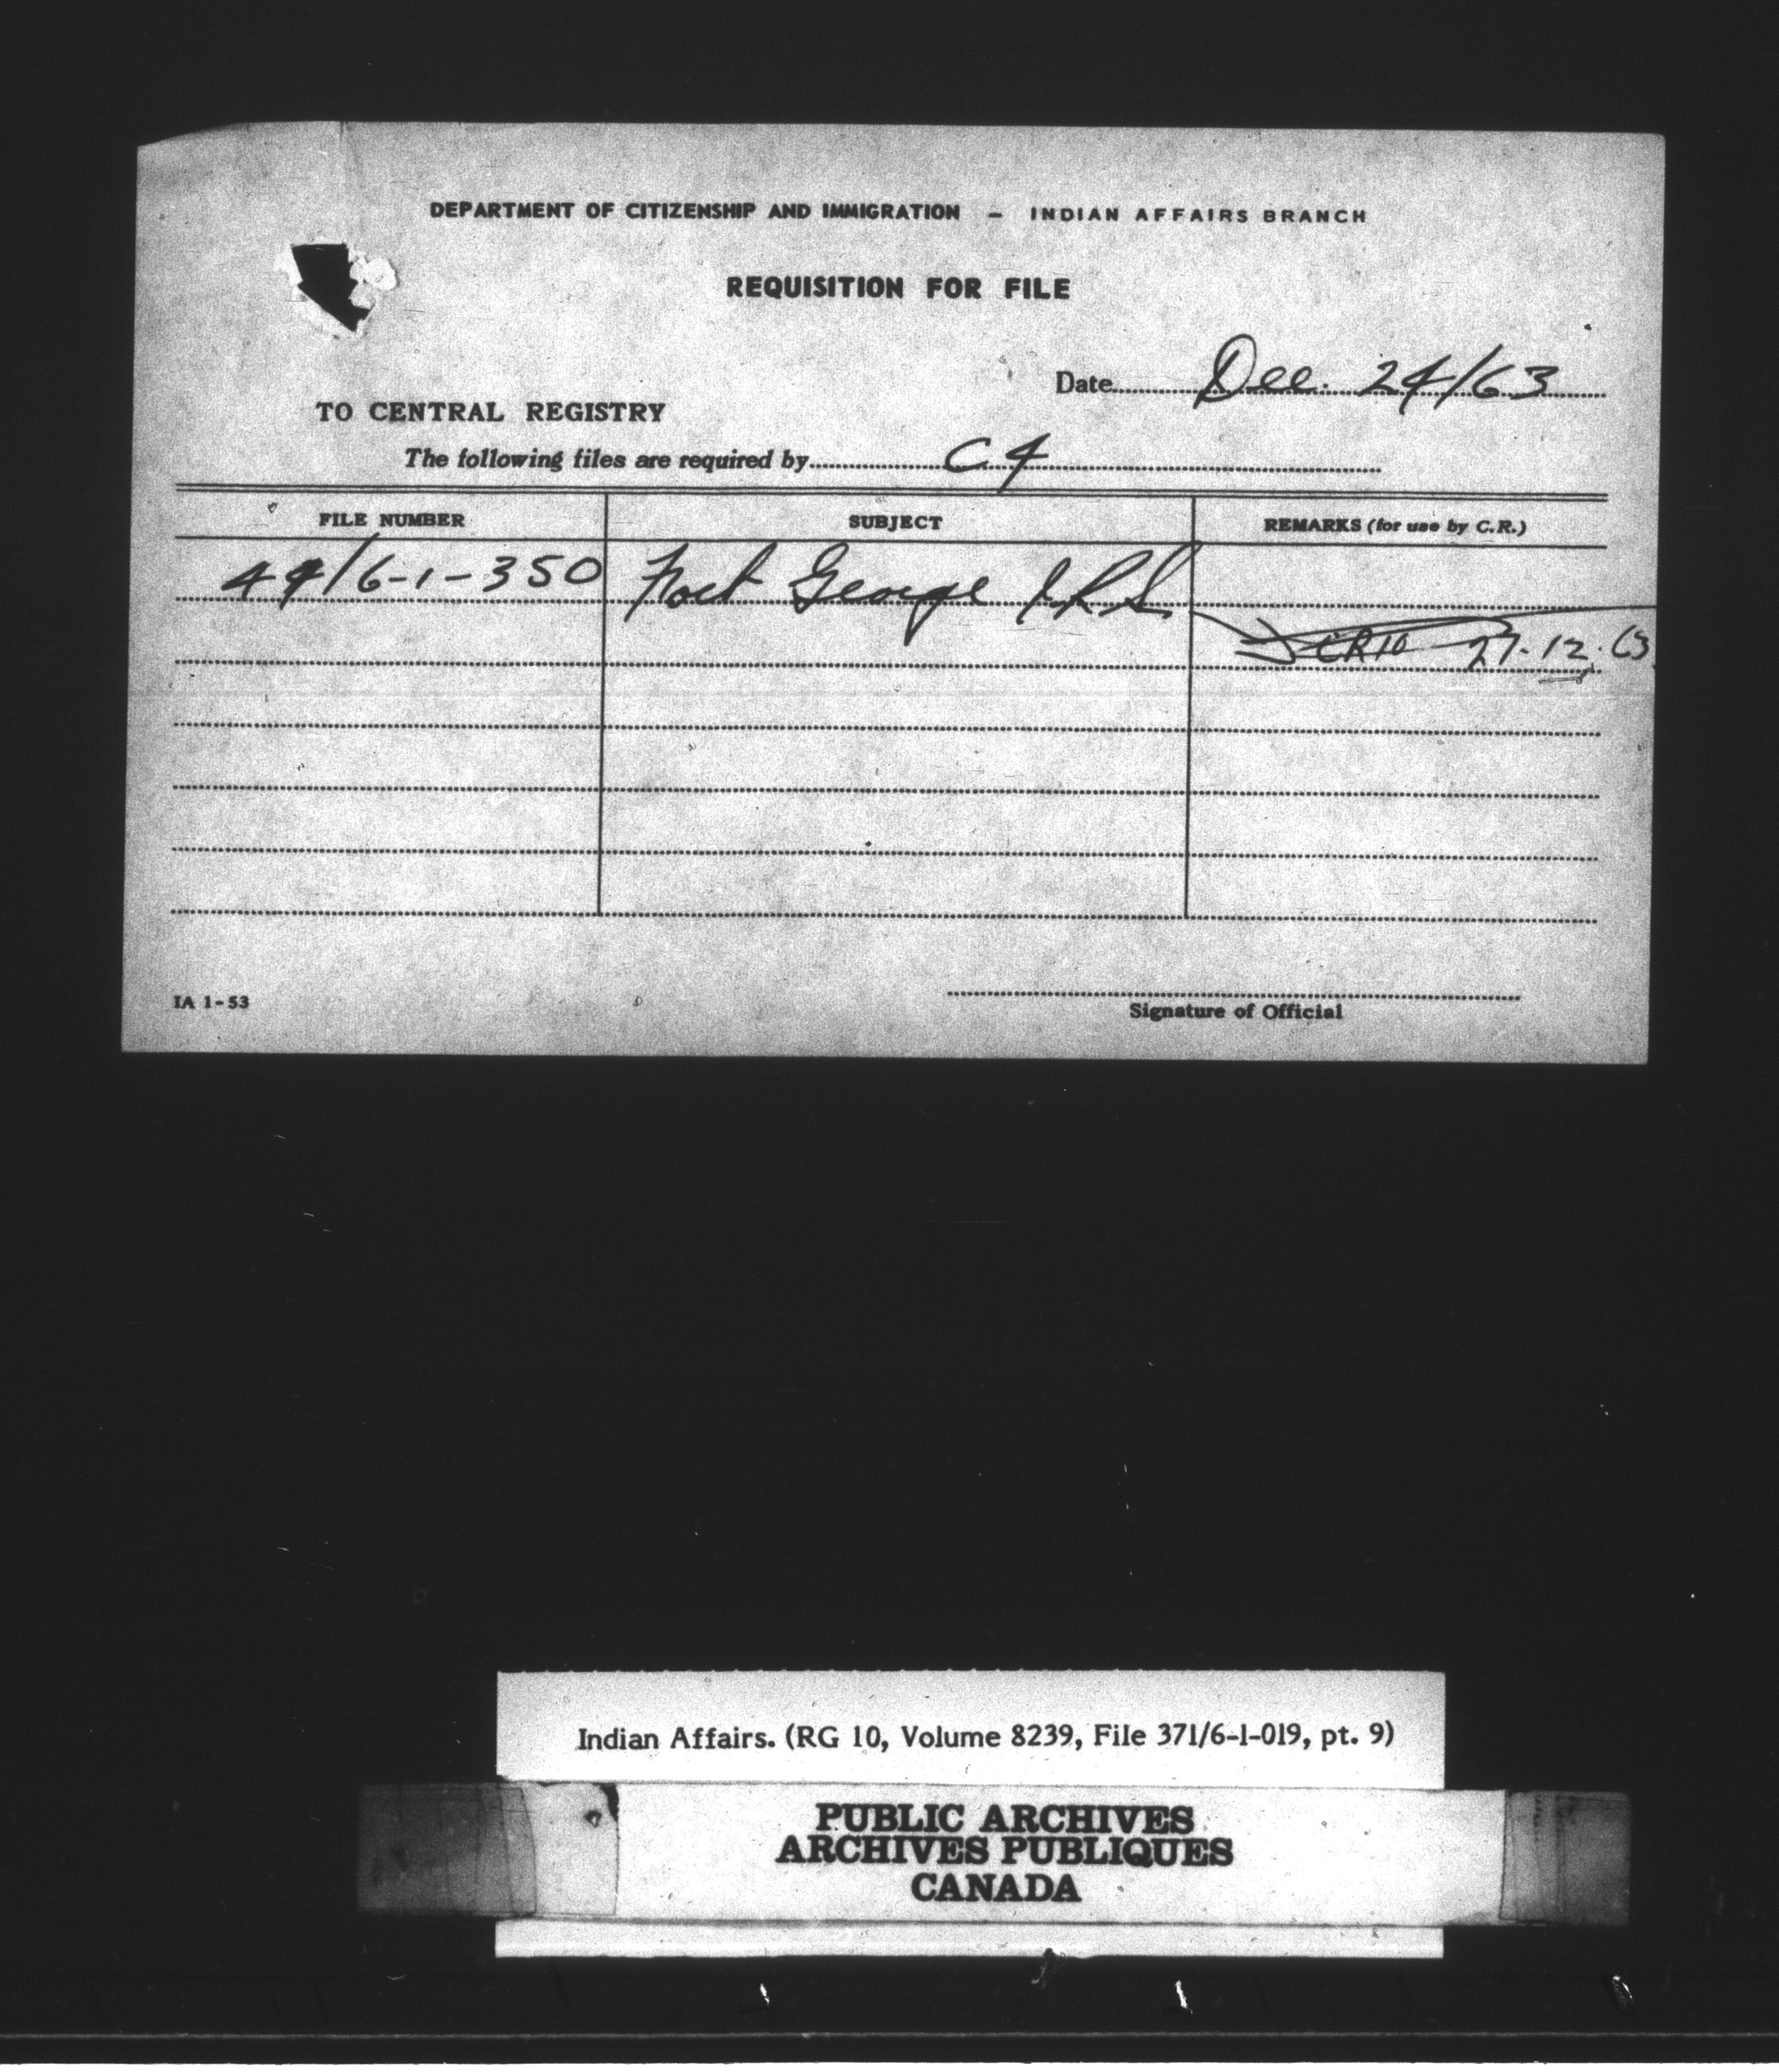 DEPARTMENT OF CITIZENSHIP AND IMMIGRATION – INDIAN AFFAIRS BRANCH
REQUISITION FOR FILE
Date Dec. 24/63
TO CENTRAL REGISTRY
The following files are required by C4
FILE NUMBER SUBJECT REMARKS (for use by C.R.)
44/6-1-350 Fort George I.R.S.
CR10 27.12.63
IA 1-53
Signature of Official
Indian Affairs. (RG 10, Volume 8239, File 371/6-1-019, pt. 9)
PUBLIC ARCHIVES
ARCHIVES PUBLIQUES
CANADA